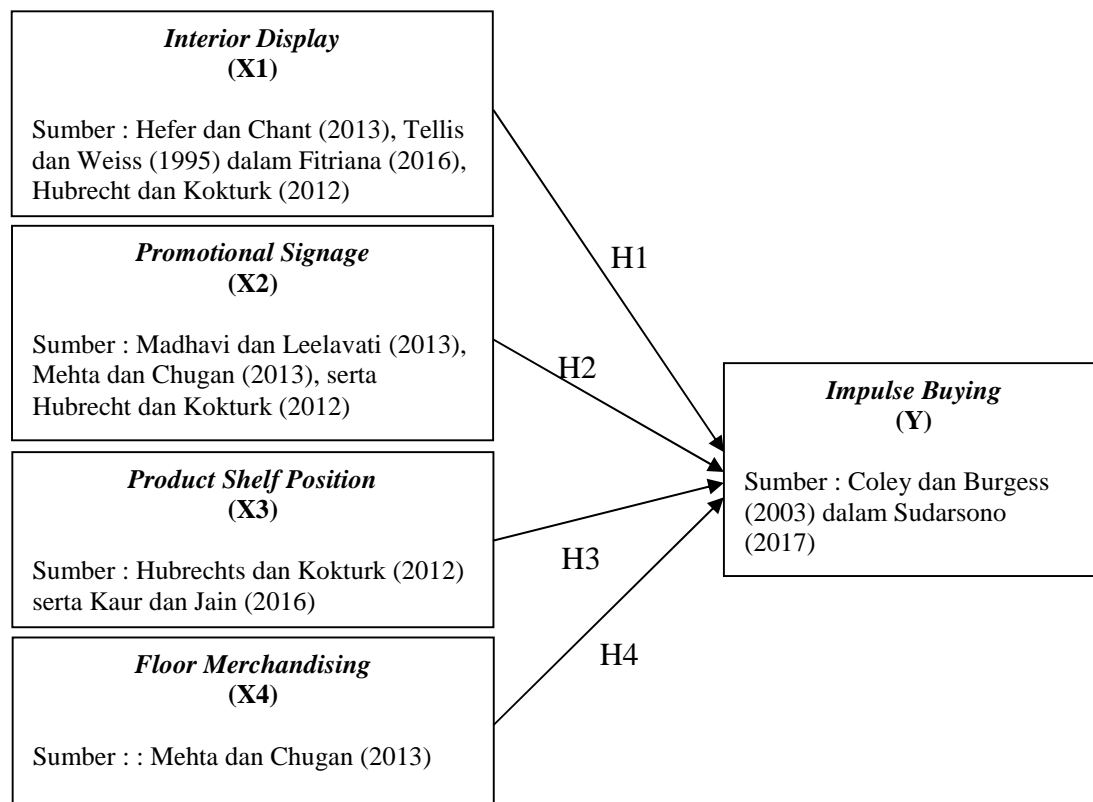 Interior Display
(X1)
Sumber : Hefer dan Chant (2013), Tellis
dan Weiss (1995) dalam Fitriana (2016),
Hubrecht dan Kokturk (2012)
Promotional Signage
(X2)
Sumber : Madhavi dan Leelavati (2013),
Mehta dan Chugan (2013), serta
Hubrecht dan Kokturk (2012)
Product Shelf Position
(X3)
Sumber : Hubrechts dan Kokturk (2012)
serta Kaur dan Jain (2016)
Floor Merchandising
(X4)
Sumber : : Mehta dan Chugan (2013)
H1
H2
H3
H4
Impulse Buying
(Y)
Sumber : Coley dan Burgess
(2003) dalam Sudarsono
(2017)